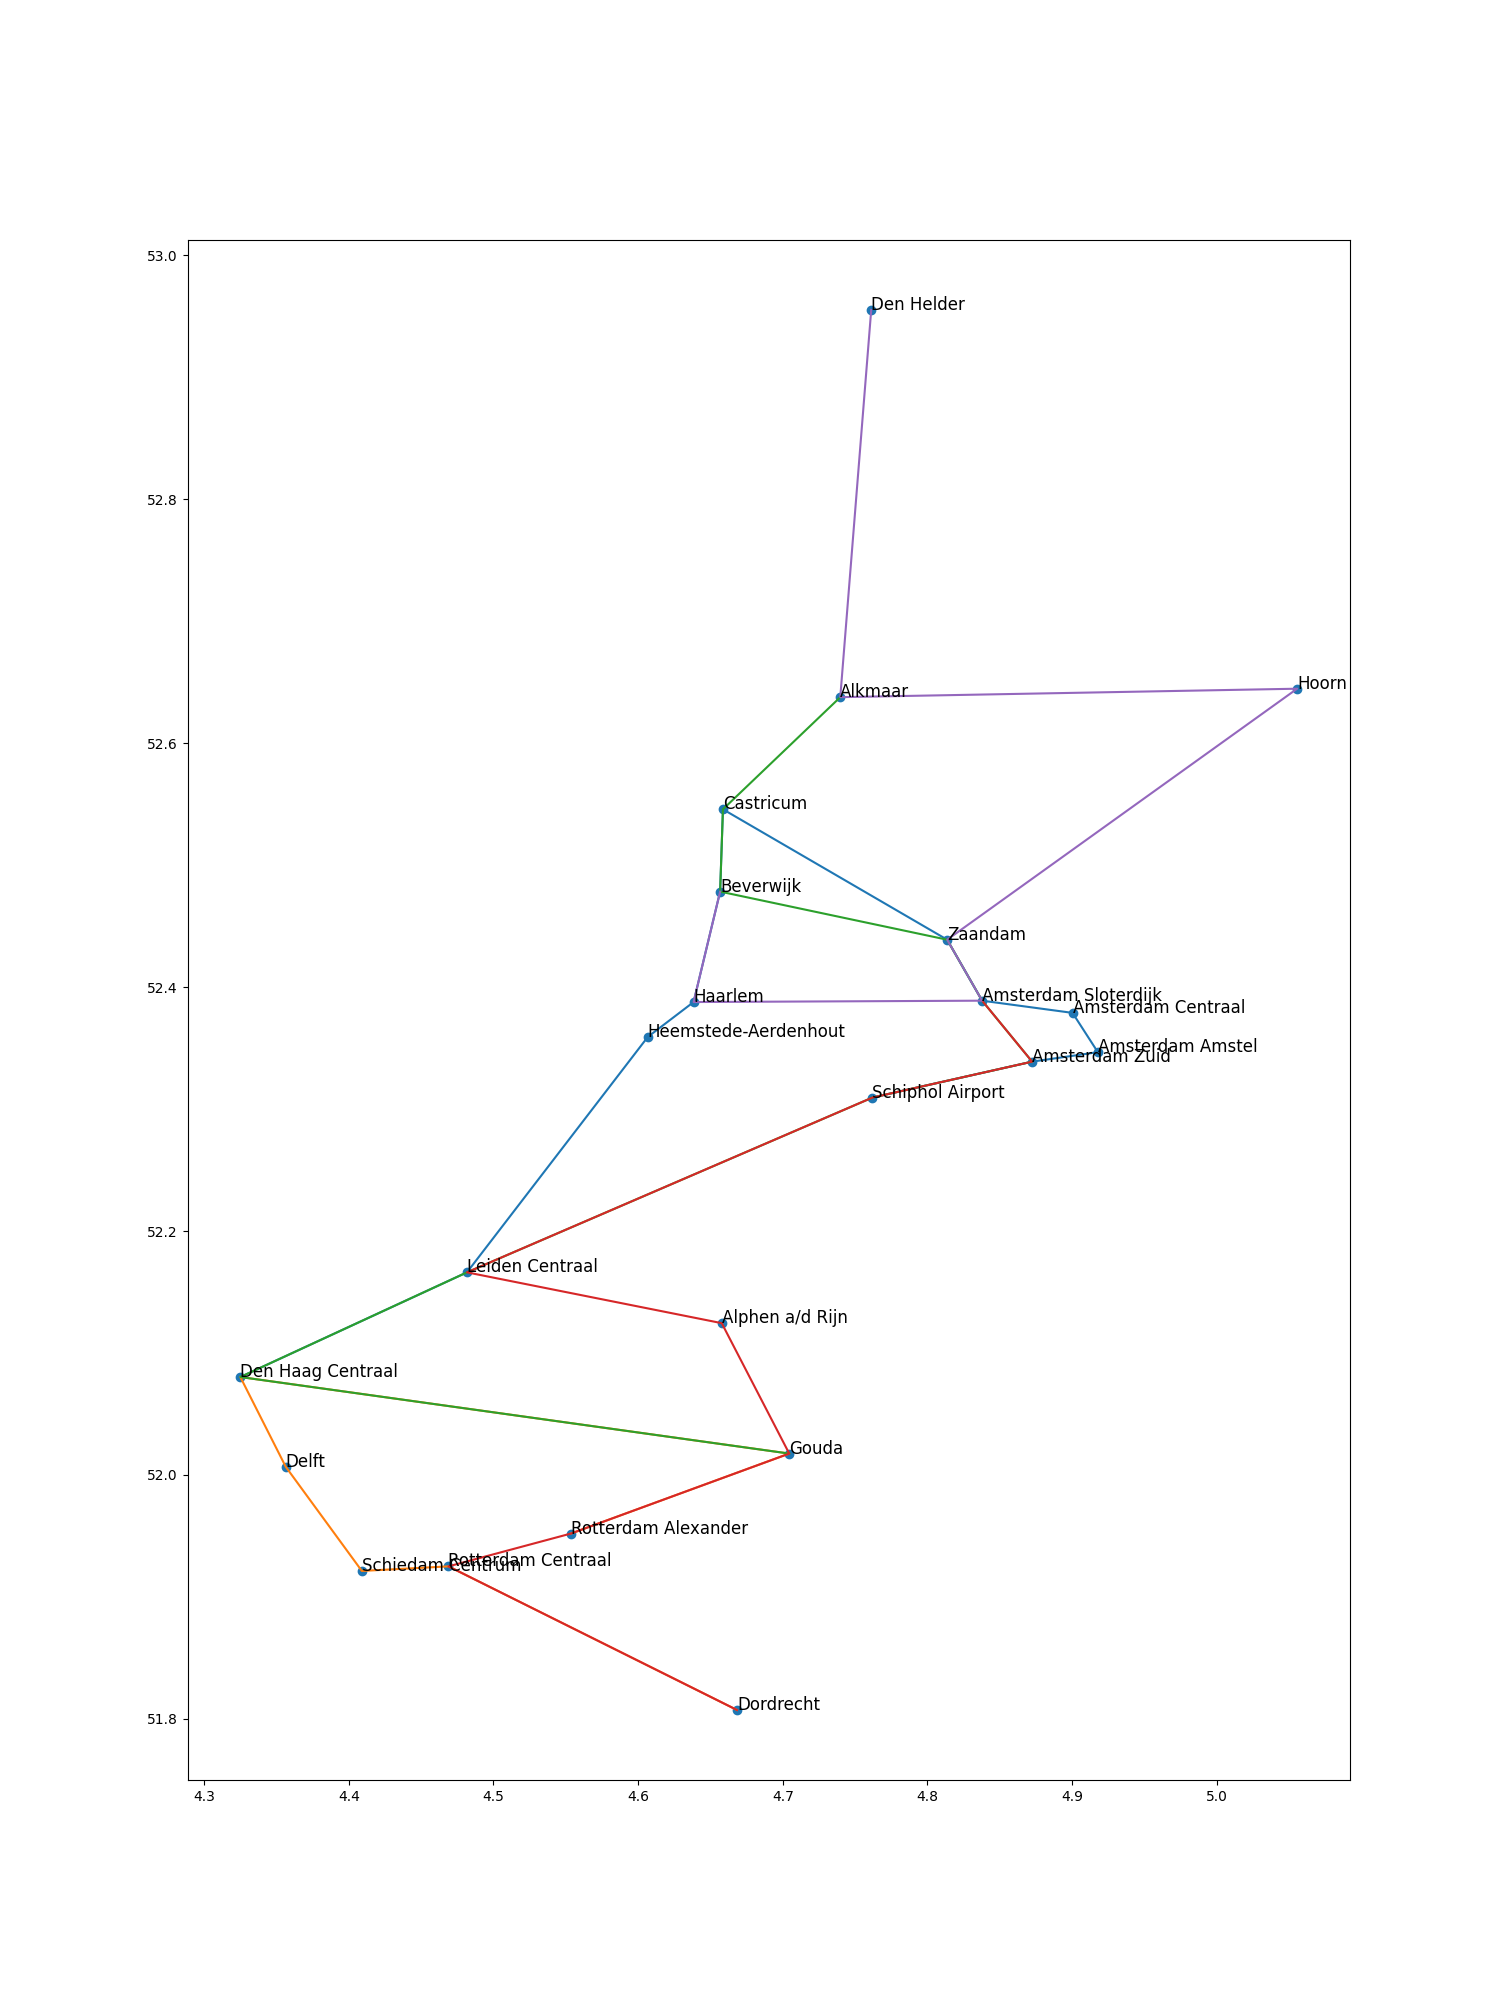 53.0
Den Helder
52.8
Hoorn
Alkmaar
52.6
Castricum
Beverwijk
Zaandam
52.4
Amsterdam Sloterdijk
Haarlem
Amsterdam Centraal
Heemstede-Aerdenhout
Amsterdam Amstel
Amsterdam Zuid
Schiphol Airport
52.2
Leiden Centraal
Alphen a/d Rijn
Den Haag Centraal
Gouda
Delft
52.0
Rotterdam Alexander
Rotterdam Centraal
Schiedam Centrum
Dordrecht
51.8
4.3 4.4 4.5 4.6 4.7 4.8 4.9 5.0